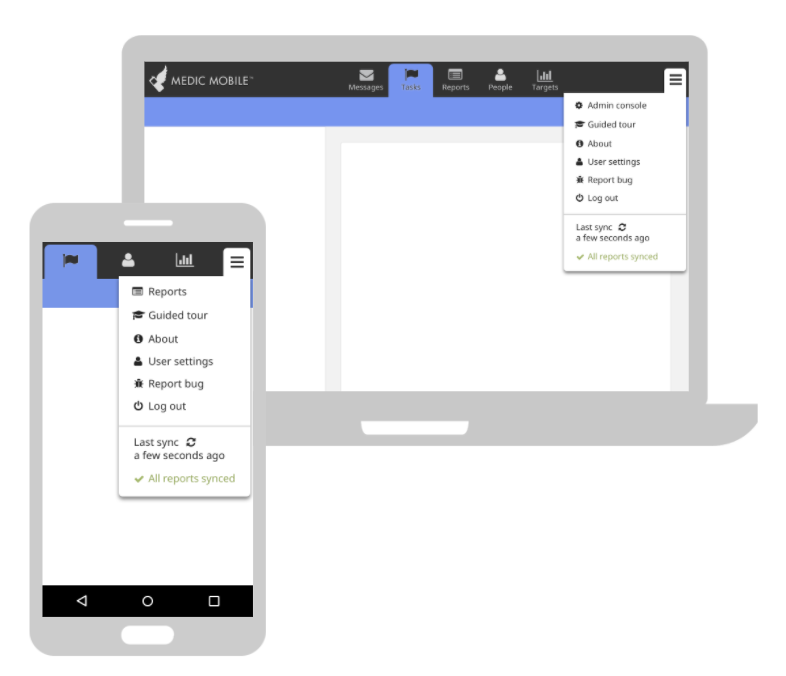 MEDIC MOBILE™
Messages
Tasks
Reports
People
Targets
Admin console
Guided tour
About
User settings
Report bug
Log out
Last sync
a few seconds ago
All reports synced
Reports
Guided tour
About
User settings
Report bug
Log out
Last sync
a few seconds ago
All reports synced